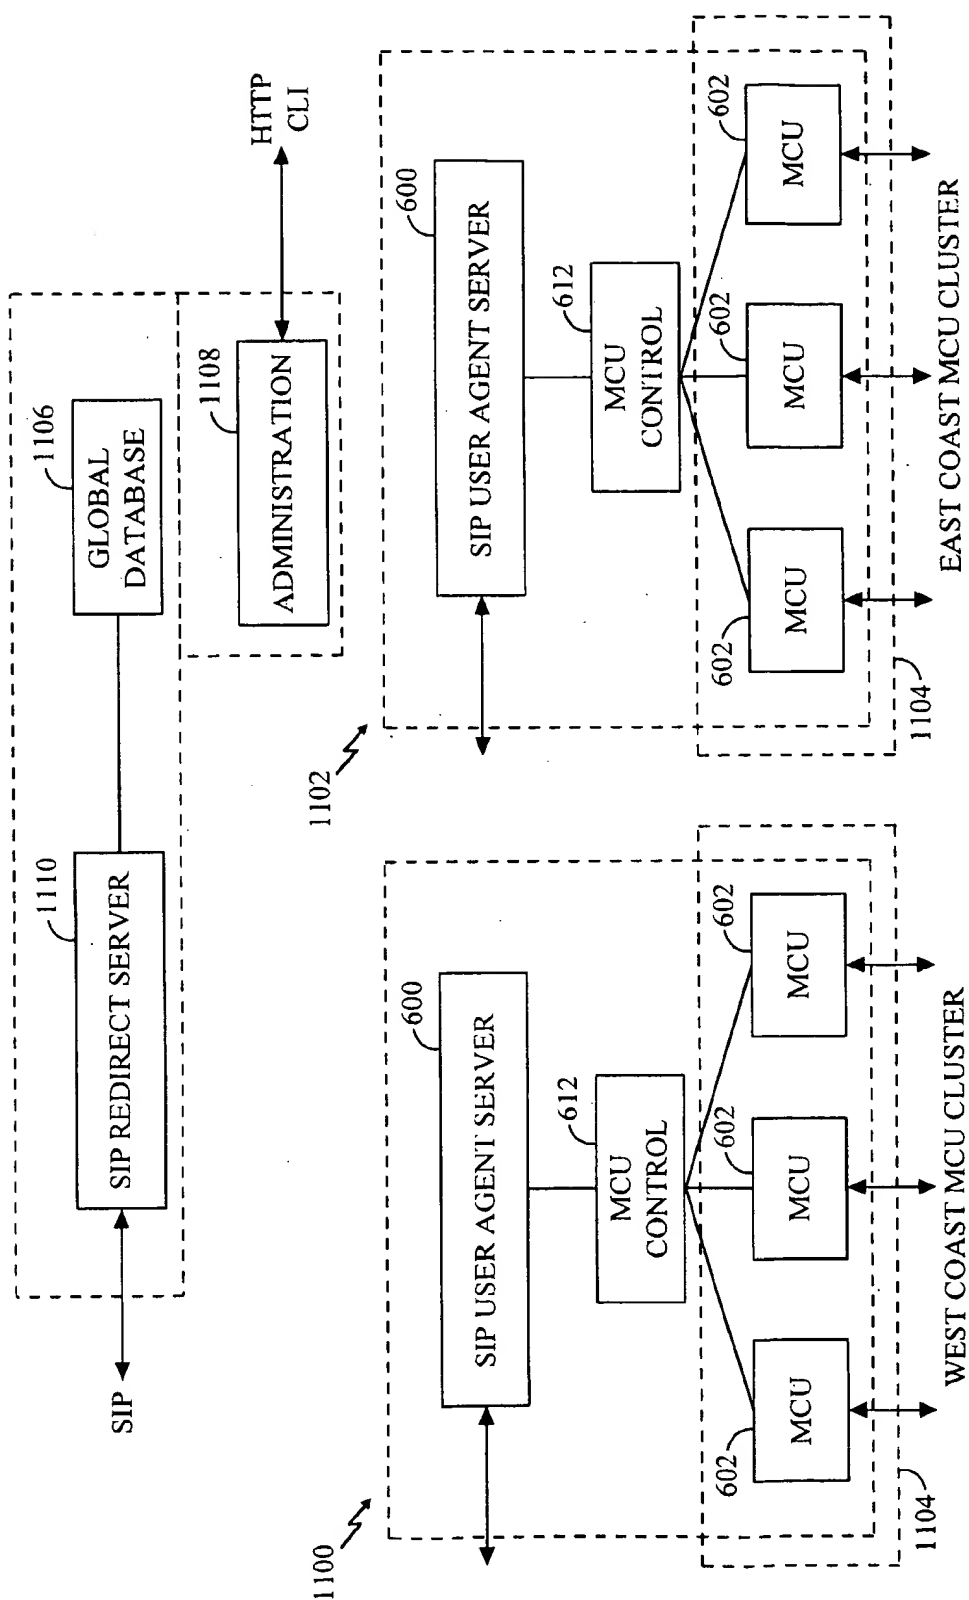 SIP
1110
SIP REDIRECT SERVER
1106
GLOBAL
DATABASE
1108
ADMINISTRATION
HTTP
CLI
1100
600
SIP USER AGENT SERVER
612
MCU
CONTROL
602
MCU
602
MCU
602
MCU
1104
WEST COAST MCU CLUSTER
1102
600
SIP USER AGENT SERVER
612
MCU
CONTROL
602
MCU
602
MCU
602
MCU
1104
EAST COAST MCU CLUSTER